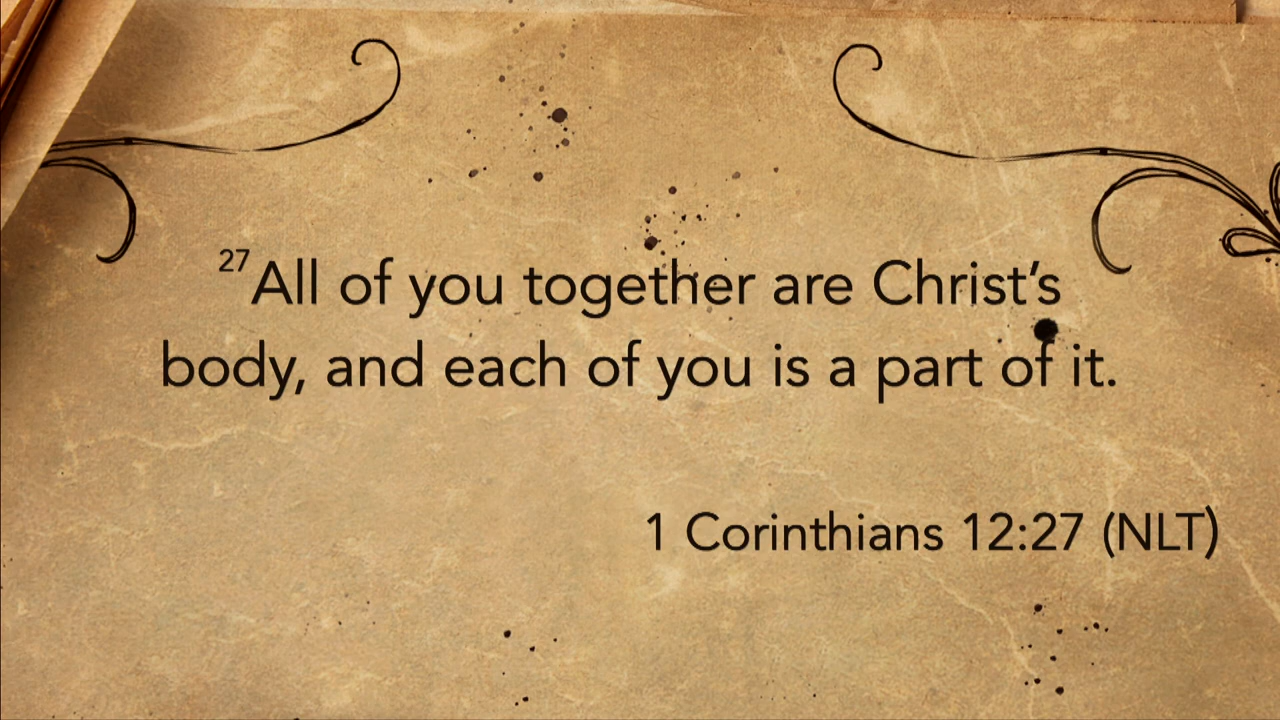 27All of you together are Christ’s
body, and each of you is a part of it.
1 Corinthians 12:27 (NLT)